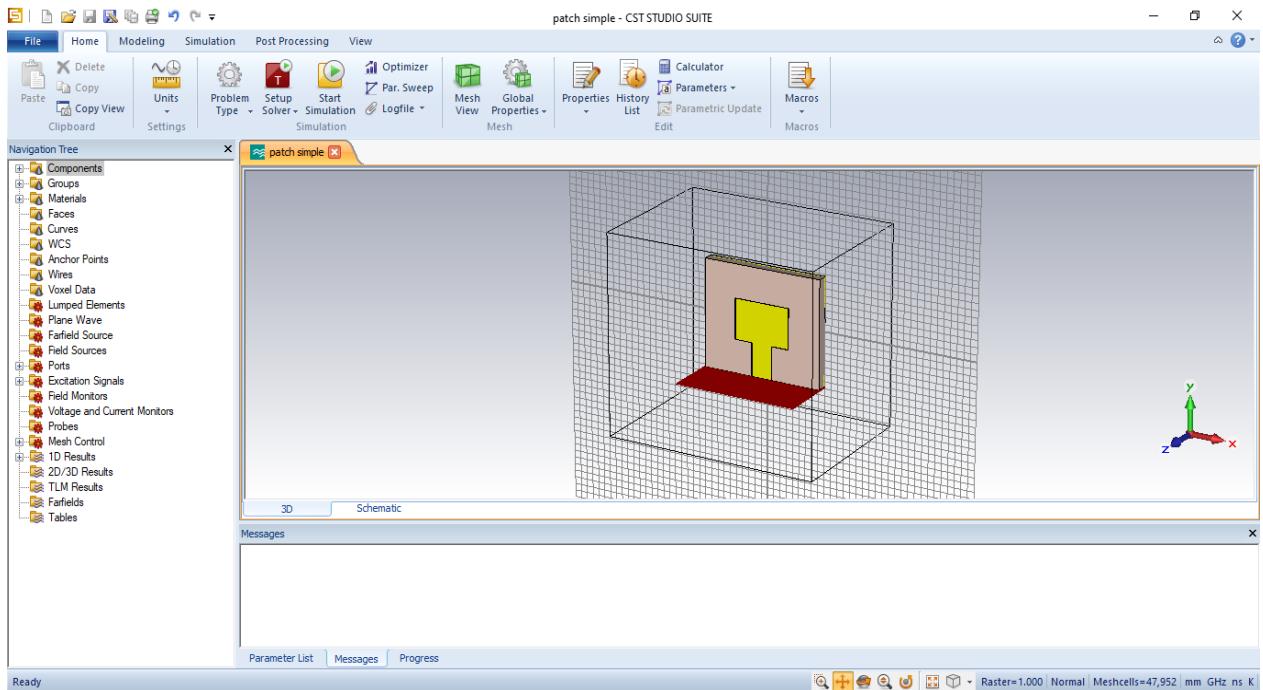 patch simple - CST STUDIO SUITE
File Home Modeling Simulation Post Processing View
Paste
Delete
Copy
Copy View
Clipboard
Units
Settings
Problem Type
Setup Solver
Start Simulation
Optimizer
Par. Sweep
Logfile
Simulation
Mesh View
Global Properties
Mesh
Properties
History List
Calculator
Parameters
Parametric Update
Edit
Macros
Macros
Navigation Tree
Components
Groups
Materials
Faces
Curves
WCS
Anchor Points
Wires
Voxel Data
Lumped Elements
Plane Wave
Farfield Source
Field Sources
Ports
Excitation Signals
Field Monitors
Voltage and Current Monitors
Probes
Mesh Control
1D Results
2D/3D Results
TLM Results
Farfields
Tables
patch simple
y
x
z
3D Schematic
Messages
Parameter List Messages Progress
Ready
Raster=1.000 Normal Meshcells=47,952 mm GHz ns K